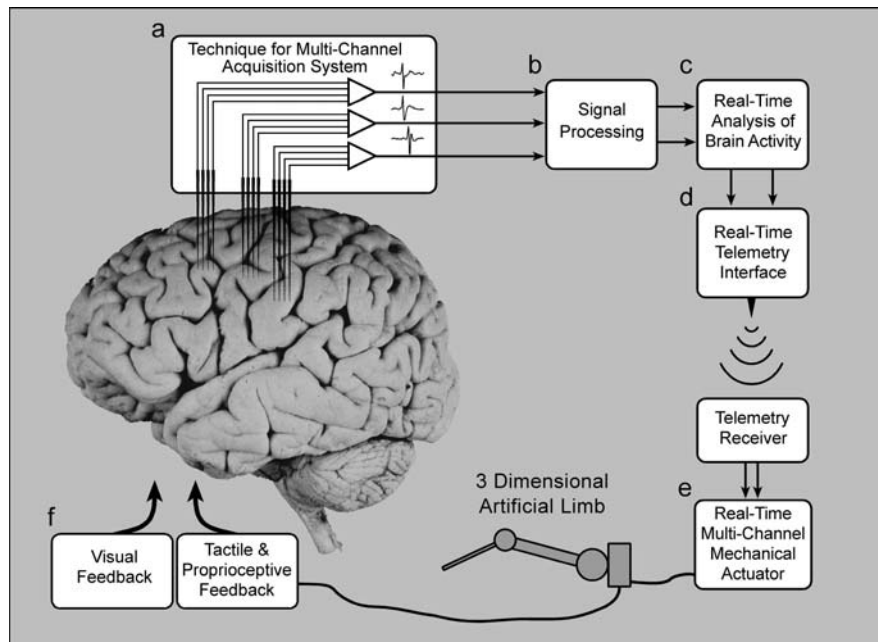 a
Technique for Multi-Channel
Acquisition System
b
Signal
Processing
c
Real-Time
Analysis of
Brain Activity
d
Real-Time
Telemetry
Interface
Telemetry
Receiver
e
Real-Time
Multi-Channel
Mechanical
Actuator
3 Dimensional
Artificial Limb
f
Visual
Feedback
Tactile &
Proprioceptive
Feedback